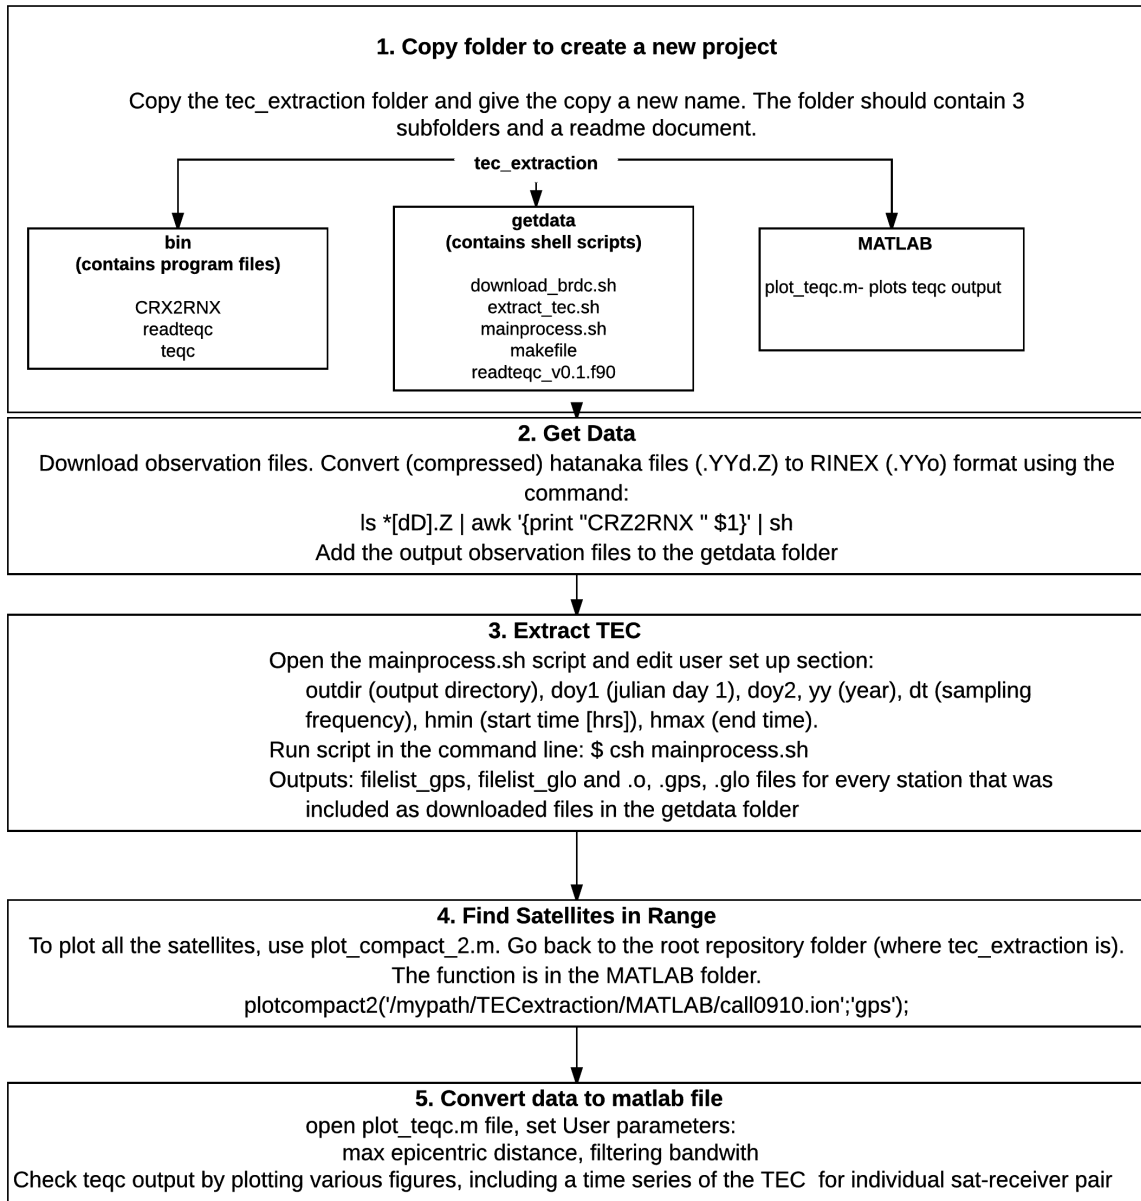 1. Copy folder to create a new project
Copy the tec_extraction folder and give the copy a new name. The folder should contain 3
subfolders and a readme document.
tec_extraction
bin
(contains program files)
CRX2RNX
readteqc
teqc
getdata
(contains shell scripts)
download_brdc.sh
extract_tec.sh
mainprocess.sh
makefile
readteqc_v0.1.f90
MATLAB
plot_teqc.m- plots teqc output
2. Get Data
Download observation files. Convert (compressed) hatanaka files (.YYd.Z) to RINEX (.YYo) format using the
command:
ls *[dD].Z | awk '{print "CRZ2RNX " $1}' | sh
Add the output observation files to the getdata folder
3. Extract TEC
Open the mainprocess.sh script and edit user set up section:
outdir (output directory), doy1 (julian day 1), doy2, yy (year), dt (sampling
frequency), hmin (start time [hrs]), hmax (end time).
Run script in the command line: $ csh mainprocess.sh
Outputs: filelist_gps, filelist_glo and .o, .gps, .glo files for every station that was
included as downloaded files in the getdata folder
4. Find Satellites in Range
To plot all the satellites, use plot_compact_2.m. Go back to the root repository folder (where tec_extraction is).
The function is in the MATLAB folder.
plotcompact2('/mypath/TECextraction/MATLAB/call0910.ion';'gps');
5. Convert data to matlab file
open plot_teqc.m file, set User parameters:
max epicentric distance, filtering bandwith
Check teqc output by plotting various figures, including a time series of the TEC  for individual sat-receiver pair